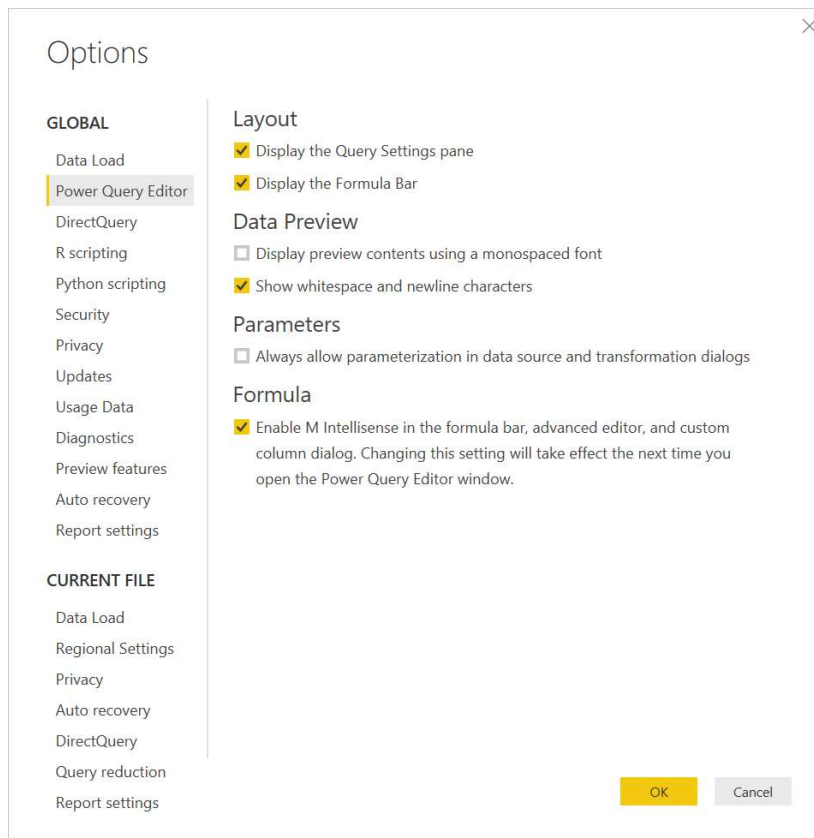 Options
GLOBAL
Data Load
Power Query Editor
DirectQuery
R scripting
Python scripting
Security
Privacy
Updates
Usage Data
Diagnostics
Preview features
Auto recovery
Report settings
CURRENT FILE
Data Load
Regional Settings
Privacy
Auto recovery
DirectQuery
Query reduction
Report settings
Layout
Display the Query Settings pane
Display the Formula Bar
Data Preview
Display preview contents using a monospaced font
Show whitespace and newline characters
Parameters
Always allow parameterization in data source and transformation dialogs
Formula
Enable M Intellisense in the formula bar, advanced editor, and custom
column dialog. Changing this setting will take effect the next time you
open the Power Query Editor window.
OK
Cancel